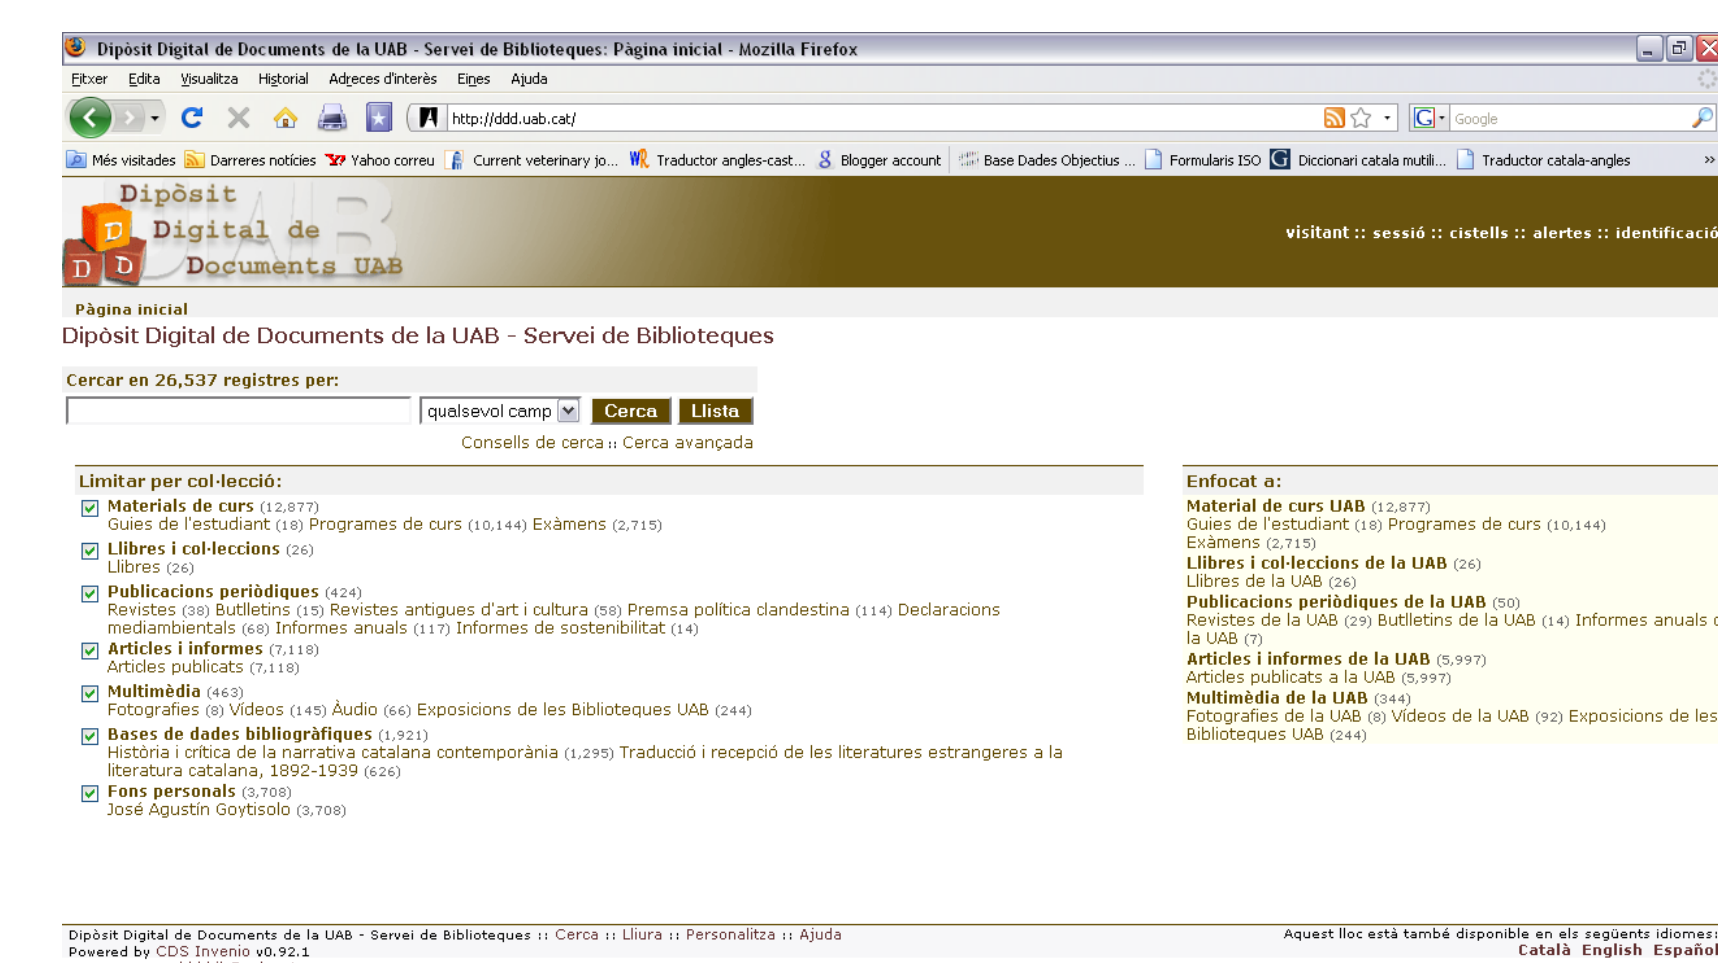 Dipòsit Digital de Documents de la UAB - Servei de Biblioteques: Pàgina inicial - Mozilla Firefox
Fitxer Edita Visualitza Historial Adreces d'interès Eines Ajuda
http://ddd.uab.cat/
G Google
Més visitades Darreres notícies Yahoo correu Current veterinary jo... Traductor angles-cast... Blogger account Base Dades Objectius ... Formularis ISO Diccionari catala mutili... Traductor catala-angles »
Dipòsit
Digital de
Documents UAB
D
D D
UAB
visitant :: sessió :: cistells :: alertes :: identificació
Pàgina inicial
Dipòsit Digital de Documents de la UAB - Servei de Biblioteques
Cercar en 26,537 registres per:
qualsevol camp Cerca Llista
Consells de cerca :: Cerca avançada
Limitar per col·lecció:
Materials de curs (12,877)
Guies de l'estudiant (18) Programes de curs (10,144) Exàmens (2,715)
Llibres i col·leccions (26)
Llibres (26)
Publicacions periòdiques (424)
Revistes (38) Butlletins (15) Revistes antigues d'art i cultura (58) Premsa política clandestina (114) Declaracions
mediambientals (68) Informes anuals (117) Informes de sostenibilitat (14)
Articles i informes (7,118)
Articles publicats (7,118)
Multimèdia (463)
Fotografies (8) Vídeos (145) Àudio (66) Exposicions de les Biblioteques UAB (244)
Bases de dades bibliogràfiques (1,921)
Història i crítica de la narrativa catalana contemporània (1,295) Traducció i recepció de les literatures estrangeres a la
literatura catalana, 1892-1939 (626)
Fons personals (3,708)
José Agustín Goytisolo (3,708)
Enfocat a:
Material de curs UAB (12,877)
Guies de l'estudiant (18) Programes de curs (10,144)
Exàmens (2,715)
Llibres i col·leccions de la UAB (26)
Llibres de la UAB (26)
Publicacions periòdiques de la UAB (50)
Revistes de la UAB (29) Butlletins de la UAB (14) Informes anuals
la UAB (7)
Articles i informes de la UAB (5,997)
Articles publicats a la UAB (5,997)
Multimèdia de la UAB (344)
Fotografies de la UAB (8) Vídeos de la UAB (92) Exposicions de les
Biblioteques UAB (244)
Dipòsit Digital de Documents de la UAB - Servei de Biblioteques :: Cerca :: Lliura :: Personalitza :: Ajuda
Powered by CDS Invenio v0.92.1
Aquest lloc està també disponible en els següents idiomes:
Català English Español